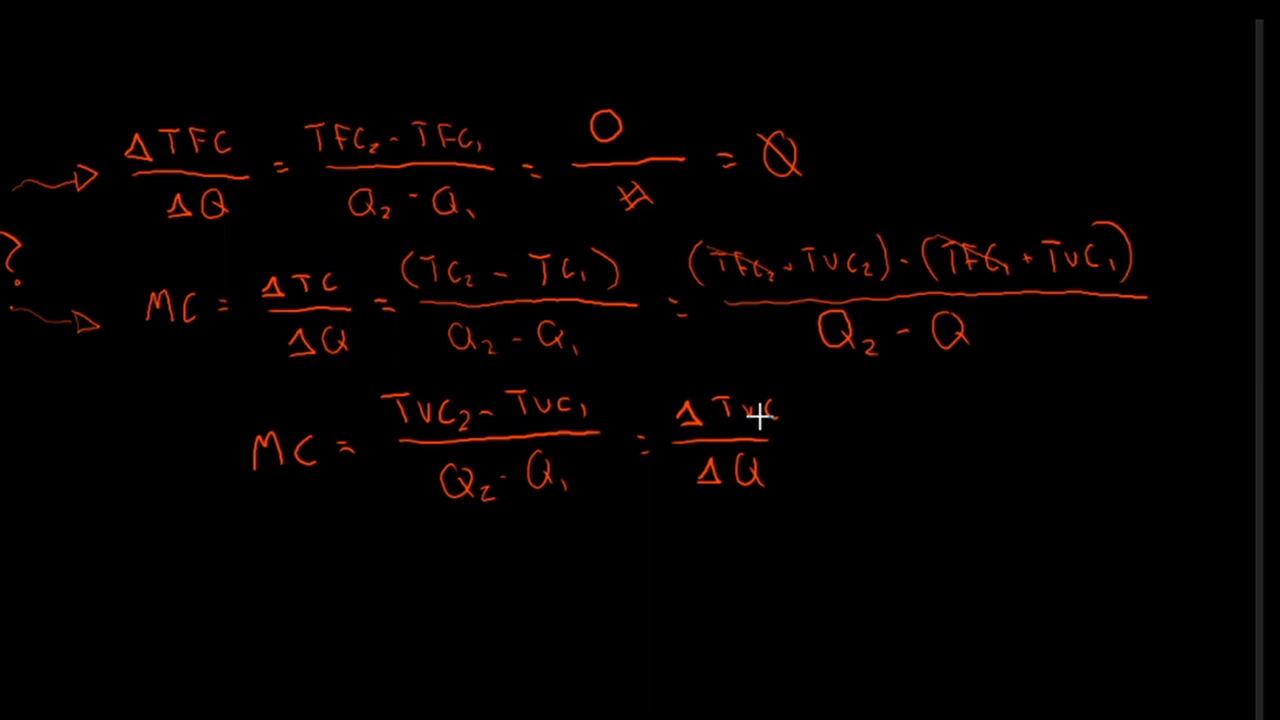 ΔTFC/ΔQ = (TFC₂ - TFC₁)/(Q₂ - Q₁) = 0/# = 0
?
MC = ΔTC/ΔQ = (TC₂ - TC₁)/(Q₂ - Q₁) = ((TFC₂ + TVC₂) - (TFC₁ + TVC₁))/(Q₂ - Q)
MC = (TVC₂ - TVC₁)/(Q₂ - Q₁) = ΔTVC/ΔQ